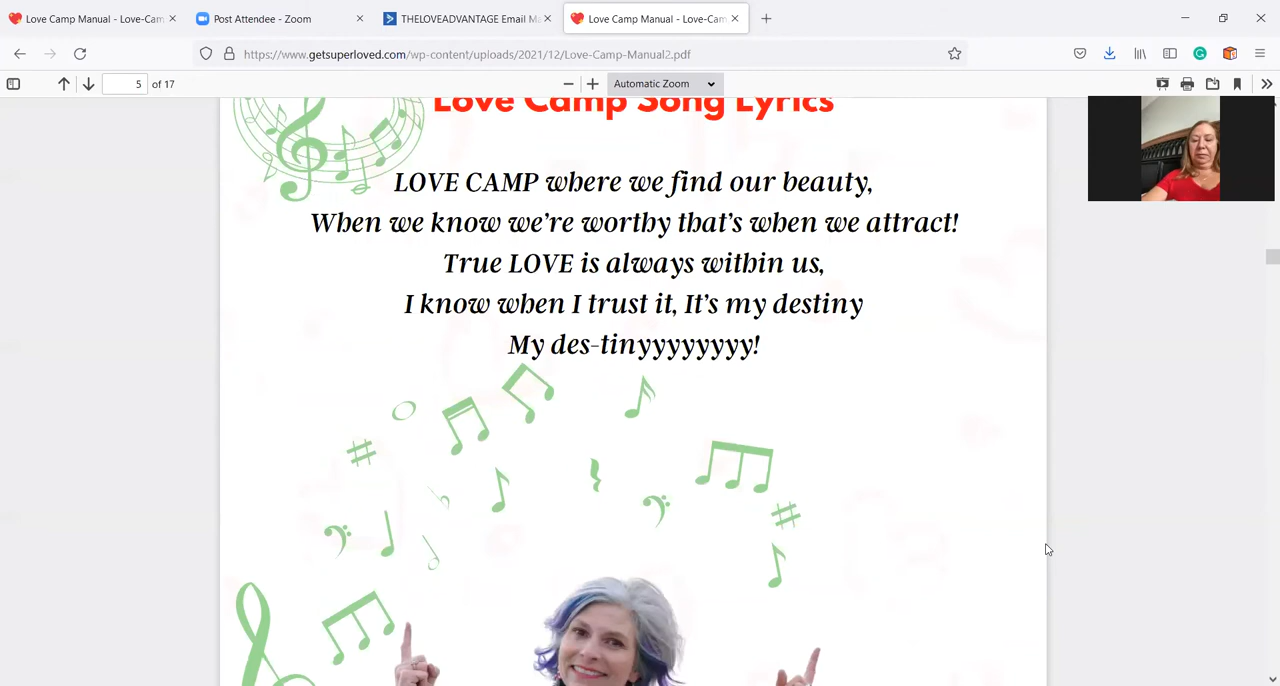 Love Camp Manual - Love-Cam
Post Attendee - Zoom
THELOVEADVANTAGE Email Ma
Love Camp Manual - Love-Cam
https://www.getsuperloved.com/wp-content/uploads/2021/12/Love-Camp-Manual2.pdf
5 of 17
Automatic Zoom
Love Camp Song Lyrics
LOVE CAMP where we find our beauty,
When we know we're worthy that's when we attract!
True LOVE is always within us,
I know when I trust it, It's my destiny
My des-tinyyyyyyyy!